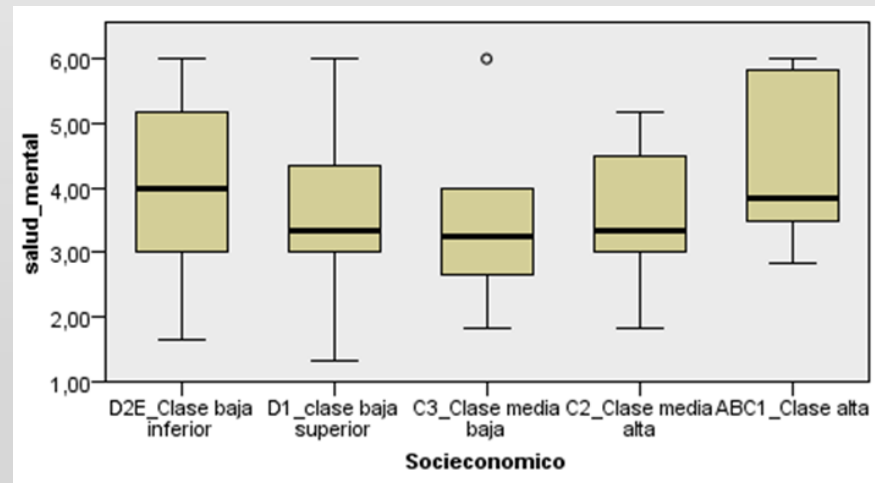 6,00
5,00
4,00
3,00
2,00
1,00
salud_mental
D2E_Clase baja inferior
D1_clase baja superior
C3_Clase media baja
C2_Clase media alta
ABC1_Clase alta
Socieconomico